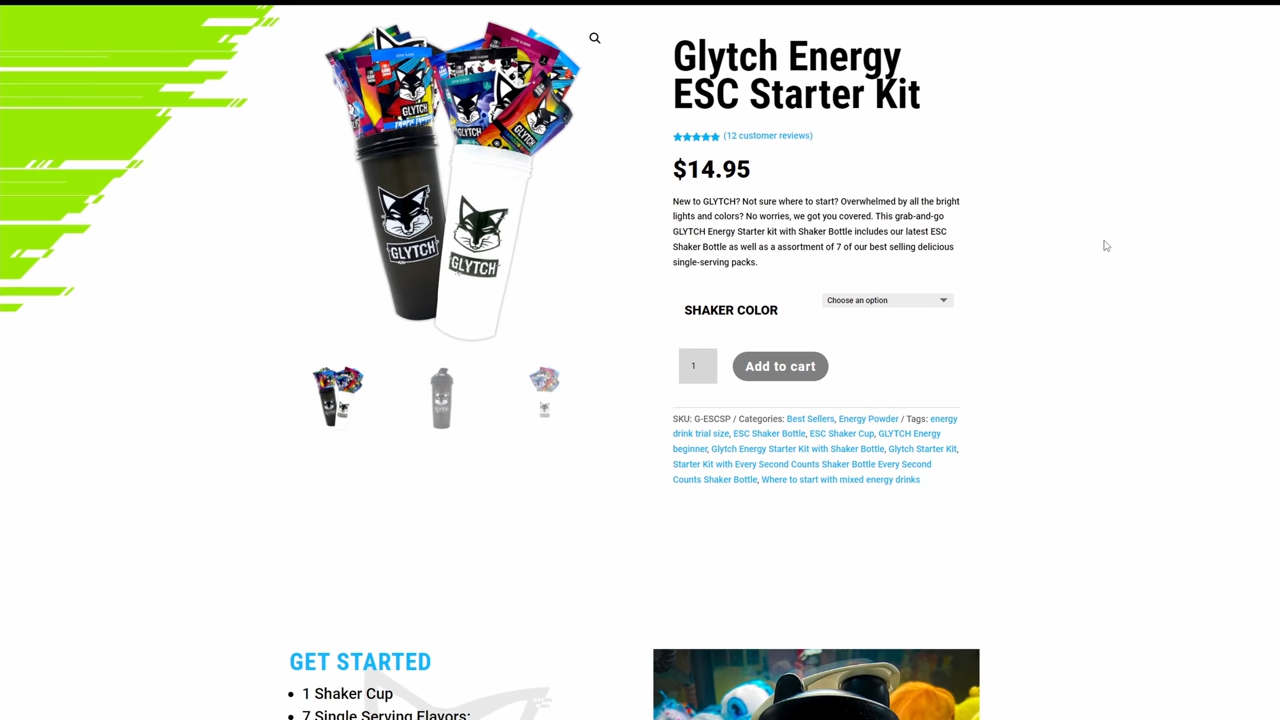 Glytch Energy
ESC Starter Kit
(12 customer reviews)
$14.95
New to GLYTCH? Not sure where to start? Overwhelmed by all the bright
lights and colors? No worries, we got you covered. This grab-and-go
GLYTCH Energy Starter kit with Shaker Bottle includes our latest ESC
Shaker Bottle as well as a assortment of 7 of our best selling delicious
single-serving packs.
SHAKER COLOR
Choose an option
1
Add to cart
SKU: G-ESCSP / Categories: Best Sellers, Energy Powder / Tags: energy
drink trial size, ESC Shaker Bottle, ESC Shaker Cup, GLYTCH Energy
beginner, Glytch Energy Starter Kit with Shaker Bottle, Glytch Starter Kit,
Starter Kit with Every Second Counts Shaker Bottle Every Second
Counts Shaker Bottle, Where to start with mixed energy drinks
GLYTCH
GLYTCH
GLYTCH
GLYTCH
GLYTCH
GET STARTED
• 1 Shaker Cup
• 7 Single Serving Flavors: